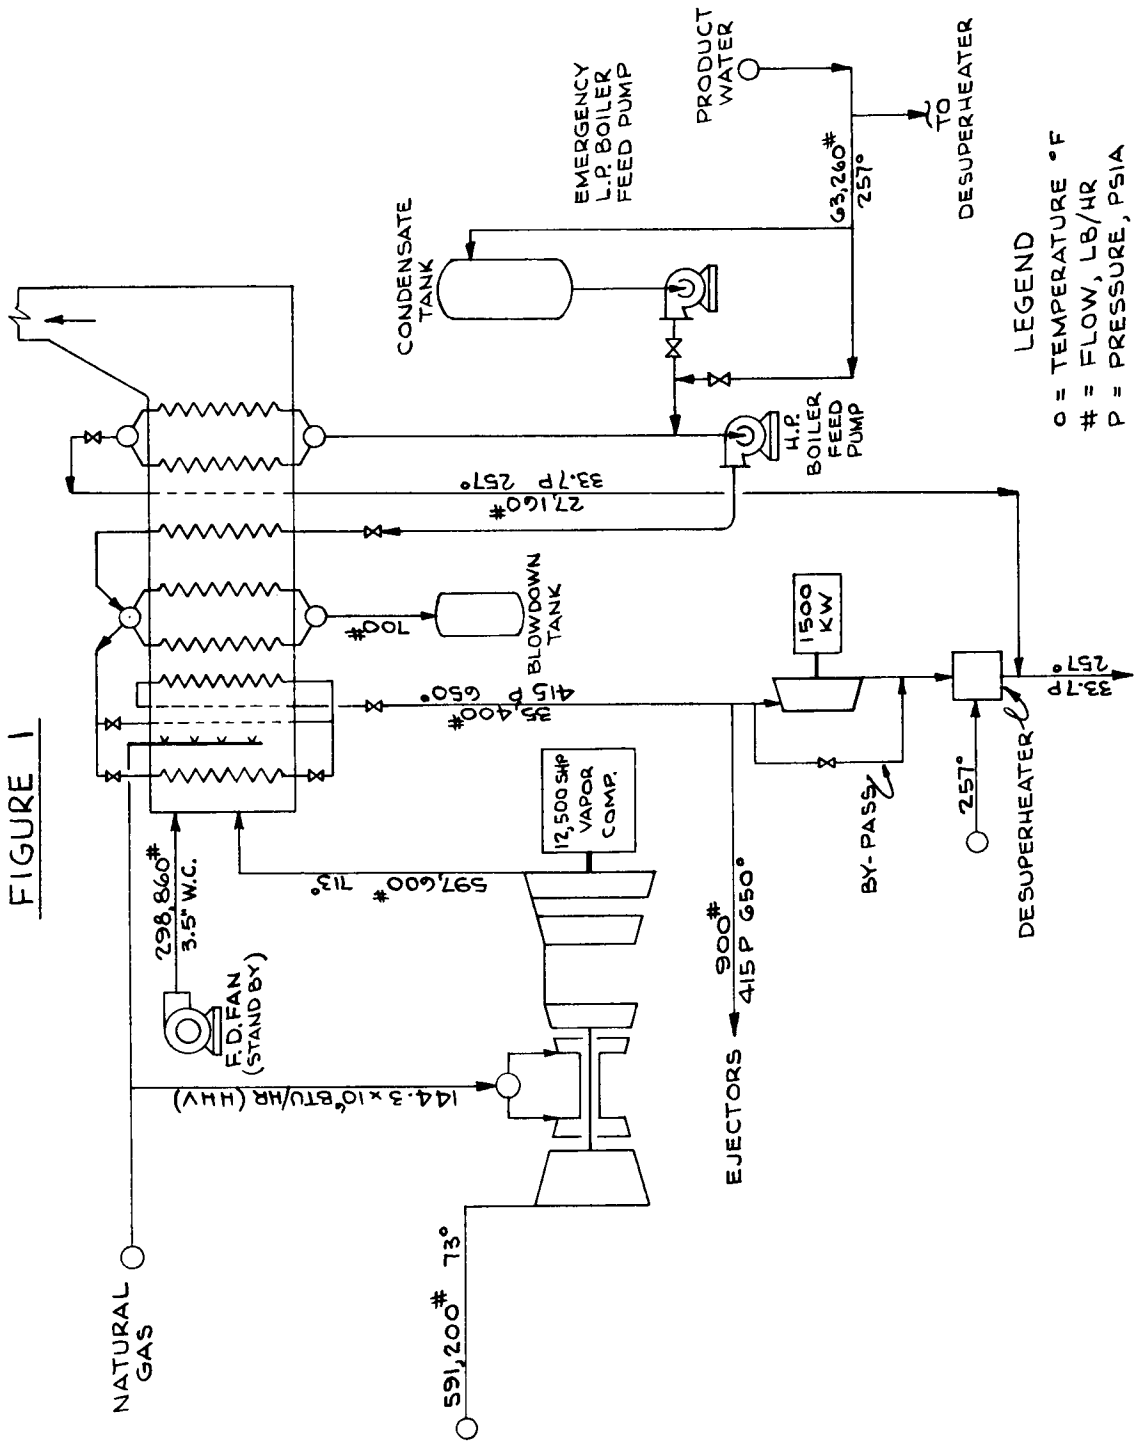 FIGURE 1
NATURAL
GAS
144.3 x 10⁶ BTU/HR (HHV)
591,200# 73°
F.D. FAN
(STAND BY)
298,860#
3.5" W.C.
597,600# 713°
12,500 SHP
VAPOR
COMP.
EJECTORS
900#
415 P 650°
35,400#
415 P 650°
BY-PASS
1500
KW
257°
DESUPERHEATER
33.7P 257°
700#
BLOWDOWN
TANK
27,160#
33.7P 257°
H.P.
BOILER
FEED
PUMP
CONDENSATE
TANK
EMERGENCY
L.P. BOILER
FEED PUMP
PRODUCT
WATER
63,260#
257°
TO
DESUPERHEATER
LEGEND
o = TEMPERATURE °F
# = FLOW, LB/HR
P = PRESSURE, PSIA